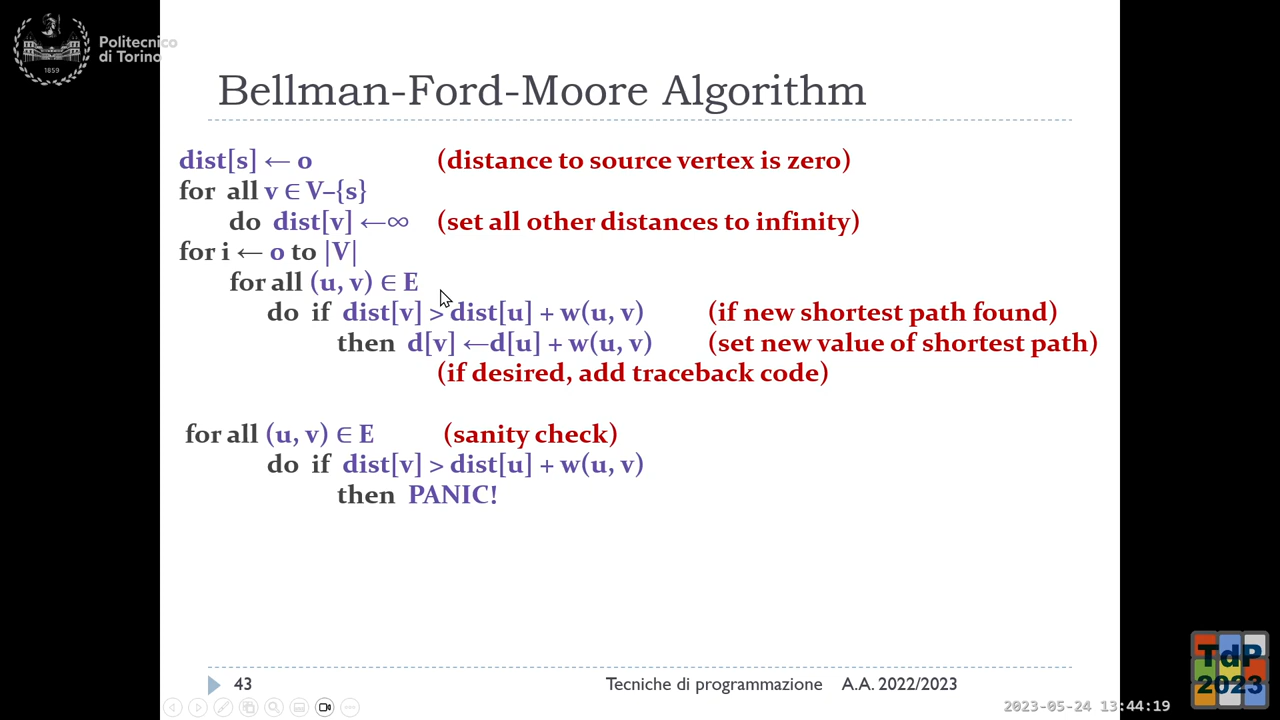 Politecnico
di Torino
1859
Bellman-Ford-Moore Algorithm
dist[s] ← o (distance to source vertex is zero)
for all v ∈ V–{s}
do dist[v] ←∞ (set all other distances to infinity)
for i ← o to |V|
for all (u, v) ∈ E
do if dist[v] > dist[u] + w(u, v) (if new shortest path found)
then d[v] ←d[u] + w(u, v) (set new value of shortest path)
(if desired, add traceback code)
for all (u, v) ∈ E (sanity check)
do if dist[v] > dist[u] + w(u, v)
then PANIC!
43 Tecniche di programmazione A.A. 2022/2023
TdP
2023
2023-05-24 13:44:19